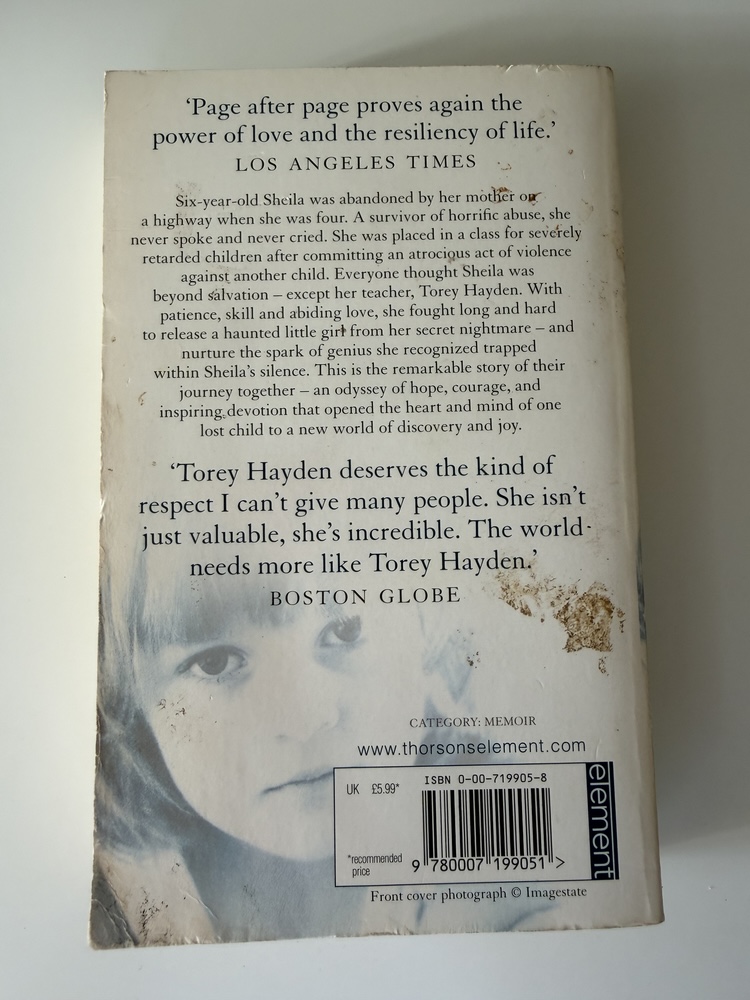 ‘Page after page proves again the
power of love and the resiliency of life.’
LOS ANGELES TIMES
Six-year-old Sheila was abandoned by her mother on
a highway when she was four. A survivor of horrific abuse, she
never spoke and never cried. She was placed in a class for severely
retarded children after committing an atrocious act of violence
against another child. Everyone thought Sheila was
beyond salvation – except her teacher, Torey Hayden. With
patience, skill and abiding love, she fought long and hard
to release a haunted little girl from her secret nightmare – and
nurture the spark of genius she recognized trapped
within Sheila’s silence. This is the remarkable story of their
journey together – an odyssey of hope, courage, and
inspiring devotion that opened the heart and mind of one
lost child to a new world of discovery and joy.
‘Torey Hayden deserves the kind of
respect I can’t give many people. She isn’t
just valuable, she’s incredible. The world
needs more like Torey Hayden.’
BOSTON GLOBE
CATEGORY: MEMOIR
www.thorsonselement.com
ISBN 0-00-719905-8
UK £5.99*
*recommended
price
9 780007 199051 >
element
Front cover photograph © Imagestate